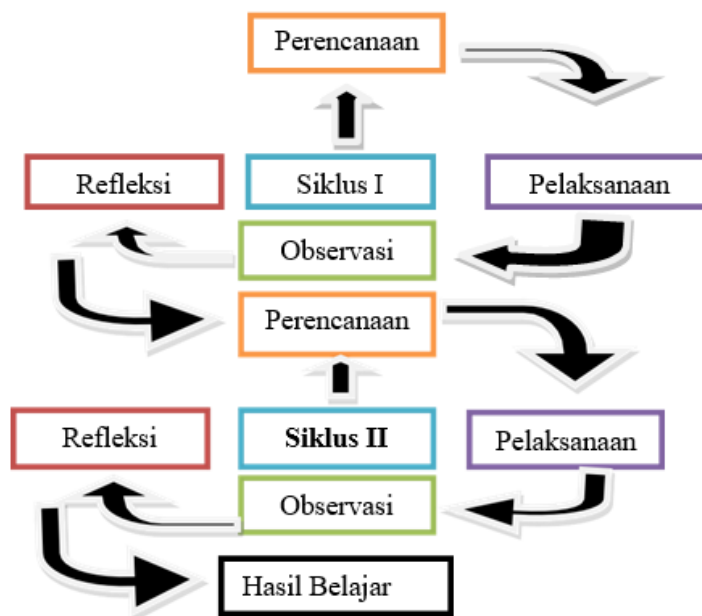 Perencanaan
Refleksi
Siklus I
Pelaksanaan
Observasi
Perencanaan
Refleksi
Siklus II
Pelaksanaan
Observasi
Hasil Belajar